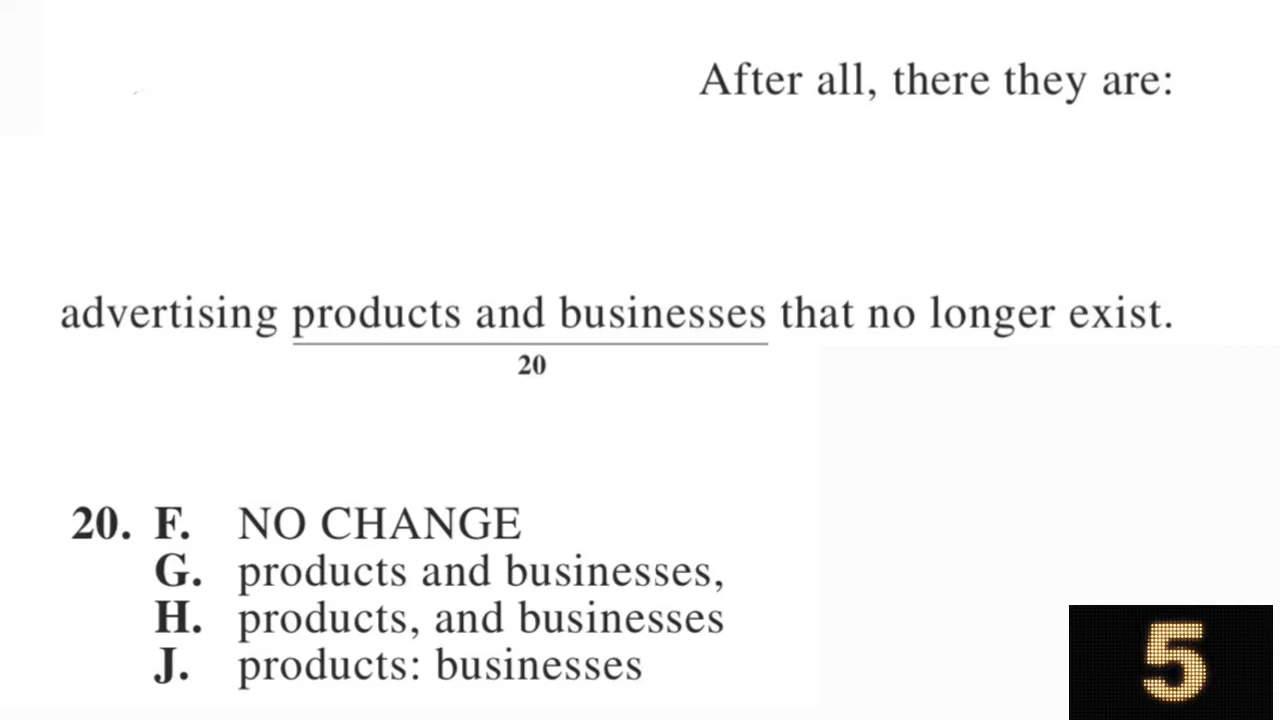 After all, there they are:
advertising products and businesses that no longer exist.
20
20. F. NO CHANGE
G. products and businesses,
H. products, and businesses
J. products: businesses
5